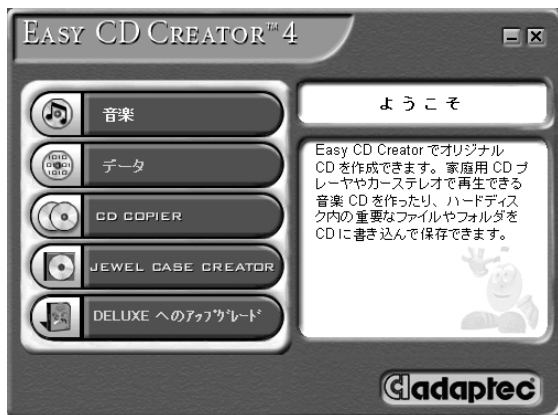 EASY CD CREATOR™ 4
音楽
データ
CD COPIER
JEWEL CASE CREATOR
DELUXE へのｱｯﾌﾟｸﾞﾚｰﾄﾞ
ようこそ
Easy CD Creator でオリジナル
CD を作成できます。家庭用 CD プ
レーヤやカーステレオで再生できる
音楽 CD を作ったり、ハードディス
ク内の重要なファイルやフォルダを
CD に書き込んで保存できます。
adaptec